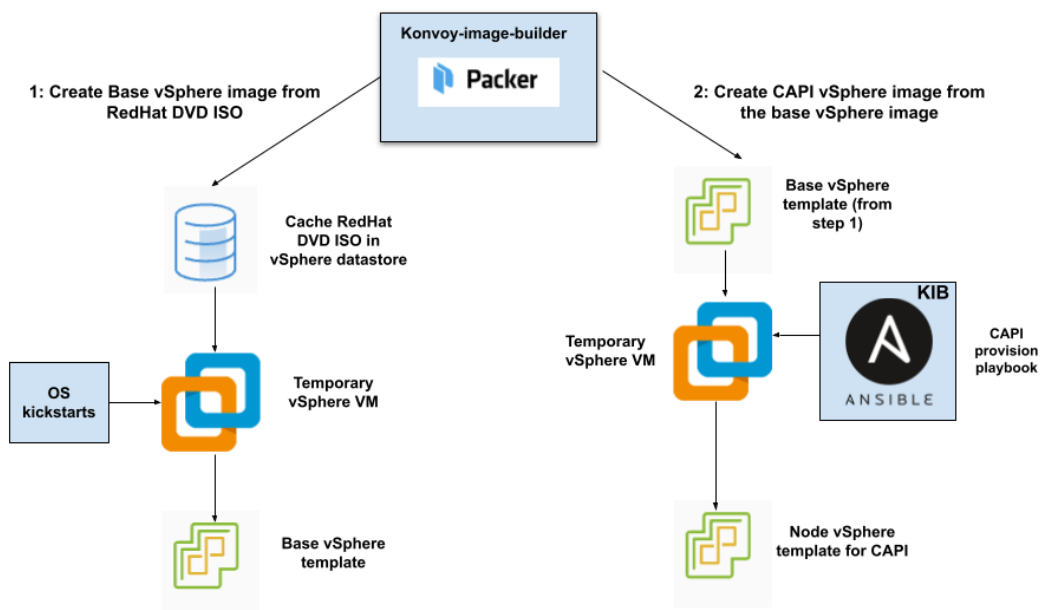 Konvoy-image-builder
Packer
1: Create Base vSphere image from
RedHat DVD ISO
2: Create CAPI vSphere image from
the base vSphere image
Cache RedHat
DVD ISO in
vSphere datastore
Base vSphere
template (from
step 1)
OS
kickstarts
Temporary
vSphere VM
Temporary
vSphere VM
KIB
ANSIBLE
CAPI
provision
playbook
Base vSphere
template
Node vSphere
template for CAPI